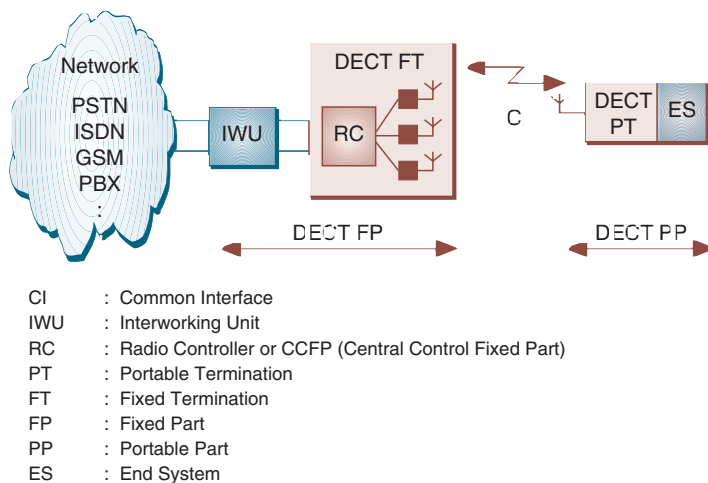 Network
PSTN
ISDN
GSM
PBX
:
IWU
DECT FT
RC
C
DECT
PT
ES
DECT FP
DECT PP
CI : Common Interface
IWU : Interworking Unit
RC : Radio Controller or CCFP (Central Control Fixed Part)
PT : Portable Termination
FT : Fixed Termination
FP : Fixed Part
PP : Portable Part
ES : End System